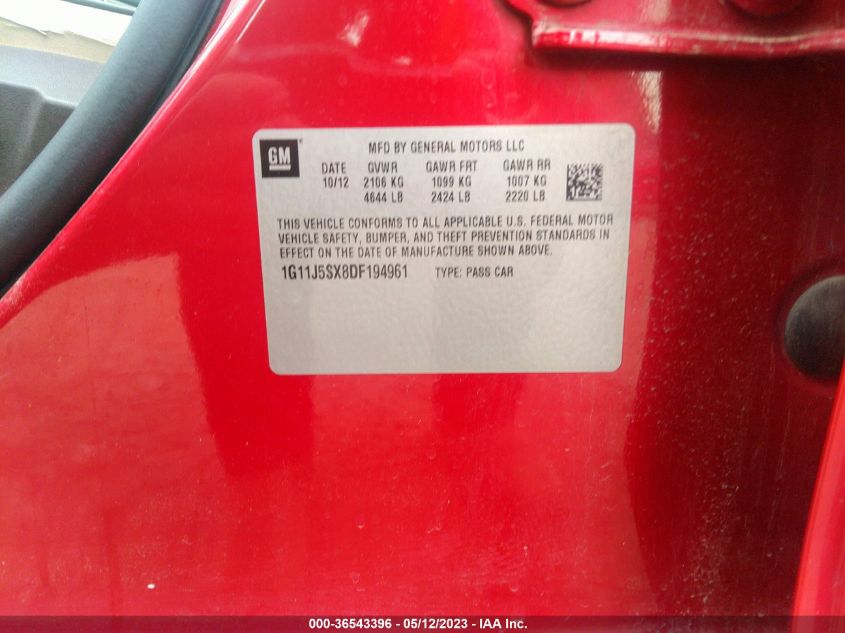 GM
MFD BY GENERAL MOTORS LLC
DATE GVWR GAWR FRT GAWR RR
10/12 2106 KG 1099 KG 1007 KG
4644 LB 2424 LB 2220 LB
THIS VEHICLE CONFORMS TO ALL APPLICABLE U.S. FEDERAL MOTOR
VEHICLE SAFETY, BUMPER, AND THEFT PREVENTION STANDARDS IN
EFFECT ON THE DATE OF MANUFACTURE SHOWN ABOVE.
1G11J5SX8DF194961 TYPE: PASS CAR
000-36543396 - 05/12/2023 - IAA Inc.